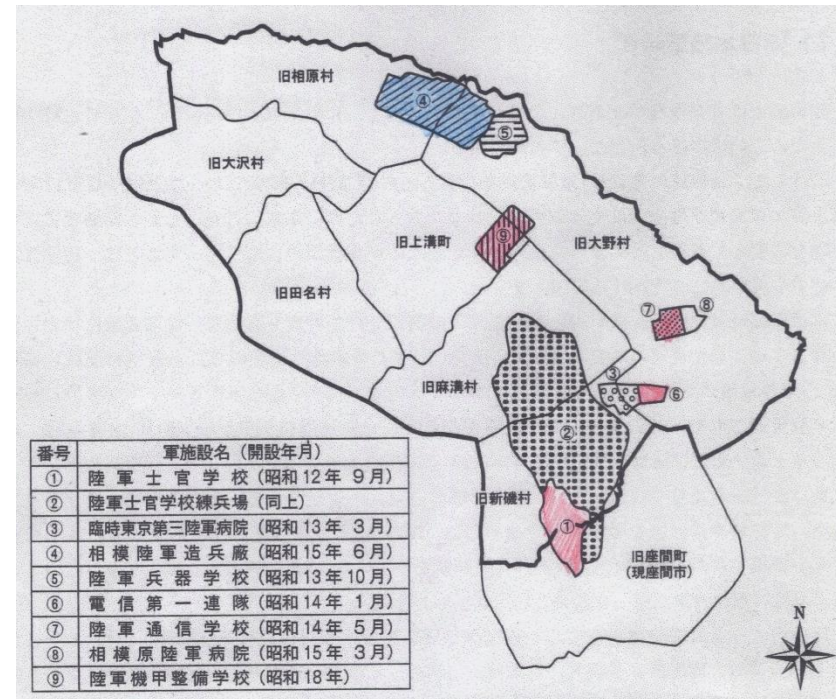 旧相原村
④
⑤
旧大沢村
旧上溝町
⑨
旧大野村
旧田名村
⑦
⑧
旧麻溝村
③
⑥
②
旧新磯村
①
旧座間町
(現座間市)
N
番号 軍施設名（開設年月）
① 陸軍士官学校（昭和12年 9月）
② 陸軍士官学校練兵場（同上）
③ 臨時東京第三陸軍病院（昭和13年 3月）
④ 相模陸軍造兵廠（昭和15年 6月）
⑤ 陸軍兵器学校（昭和13年10月）
⑥ 電信第一連隊（昭和14年 1月）
⑦ 陸軍通信学校（昭和14年 5月）
⑧ 相模原陸軍病院（昭和15年 3月）
⑨ 陸軍機甲整備学校（昭和18年）